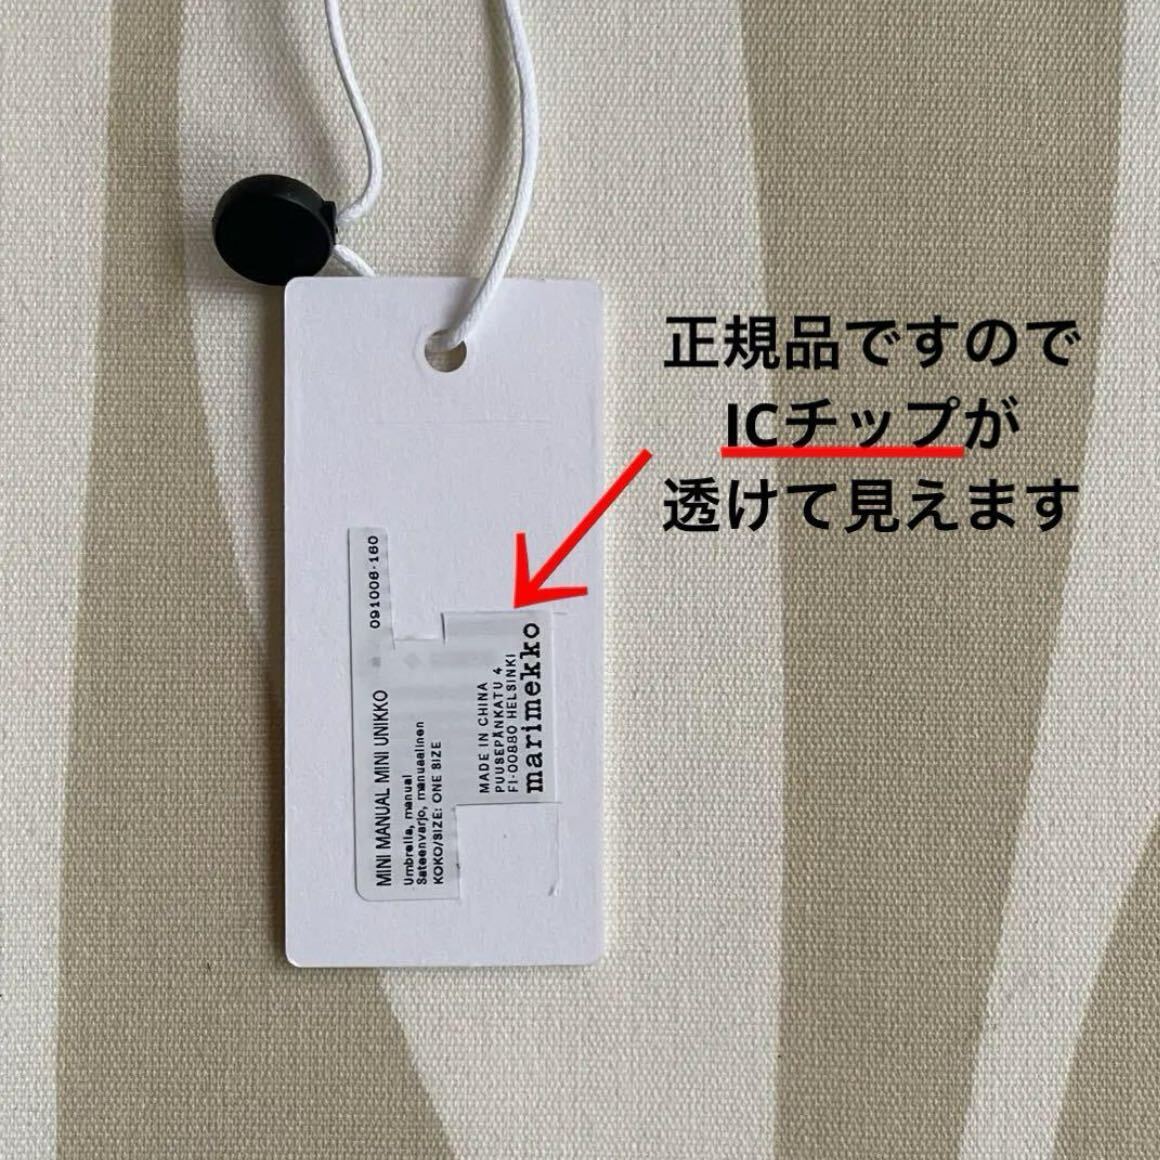 正規品ですので
ICチップが
透けて見えます
MINI MANUAL MINI UNIKKO
091008-160
Umbrella, manual
Sateenvarjo, manuaalinen
KOKO/SIZE: ONE SIZE
MADE IN CHINA
PUUSEPÄNKATU 4
FI-00880 HELSINKI
marimekko